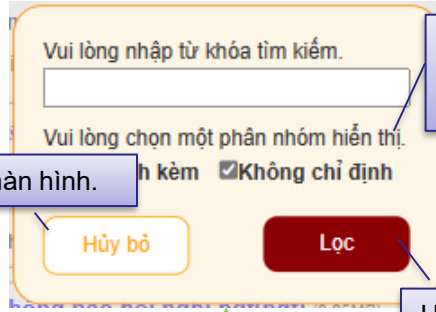 Vui lòng nhập từ khóa tìm kiếm.
Vui lòng chọn một phân nhóm hiển thị.
kèm Không chỉ định
màn hình.
Hủy bỏ Lọc